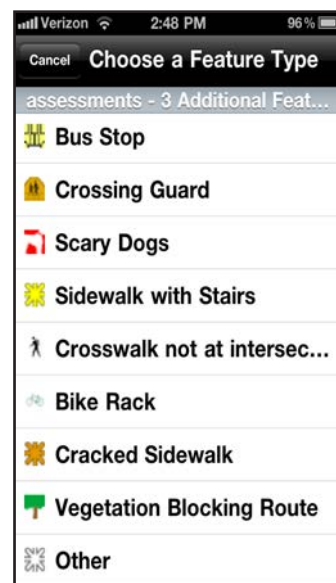 Verizon 2:48 PM 96%
Cancel Choose a Feature Type
assessments - 3 Additional Feat...
Bus Stop
Crossing Guard
Scary Dogs
Sidewalk with Stairs
Crosswalk not at intersec...
Bike Rack
Cracked Sidewalk
Vegetation Blocking Route
Other